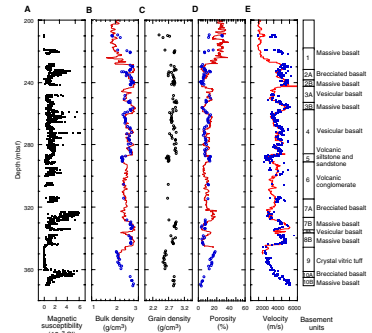 A B C D E
200
240
280
320
360
Depth (mbsf)
1 2 3
2.2 2.7 3.2
0 20 40
2000 4000 6000
Magnetic
susceptibility
Bulk density
(g/cm³)
Grain density
(g/cm³)
Porosity
(%)
Velocity
(m/s)
Basement
units
1 Massive basalt
2A Brecciated basalt
2B Massive basalt
3A Vesicular basalt
3B Massive basalt
4 Vesicular basalt
5 Volcanic
siltstone and
sandstone
6 Volcanic
conglomerate
7A Brecciated basalt
7B Massive basalt
Vesicular basalt
8B Massive basalt
9 Crystal vitric tuff
10A Brecciated basalt
10B Massive basalt